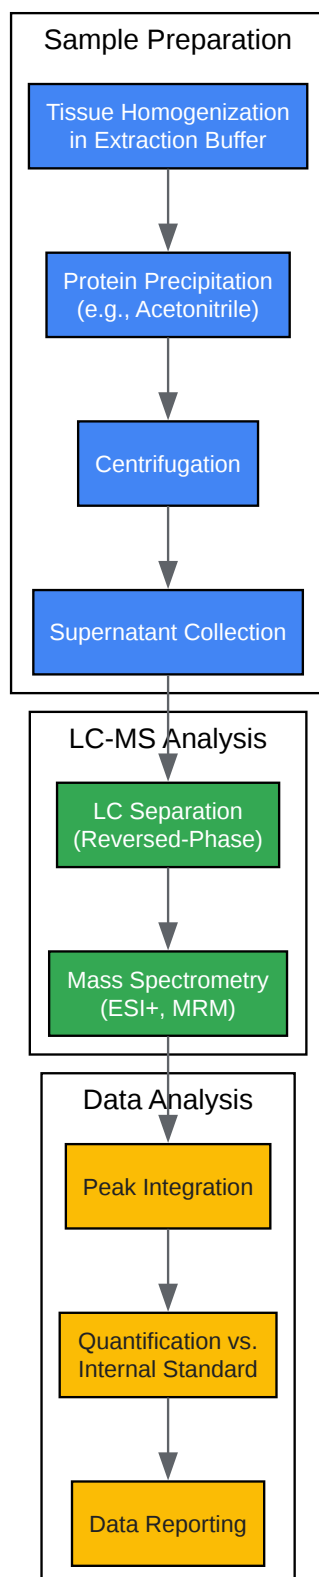 Sample Preparation
Tissue Homogenization
in Extraction Buffer
Protein Precipitation
(e.g., Acetonitrile)
Centrifugation
Supernatant Collection
LC-MS Analysis
LC Separation
(Reversed-Phase)
Mass Spectrometry
(ESI+, MRM)
Data Analysis
Peak Integration
Quantification vs.
Internal Standard
Data Reporting